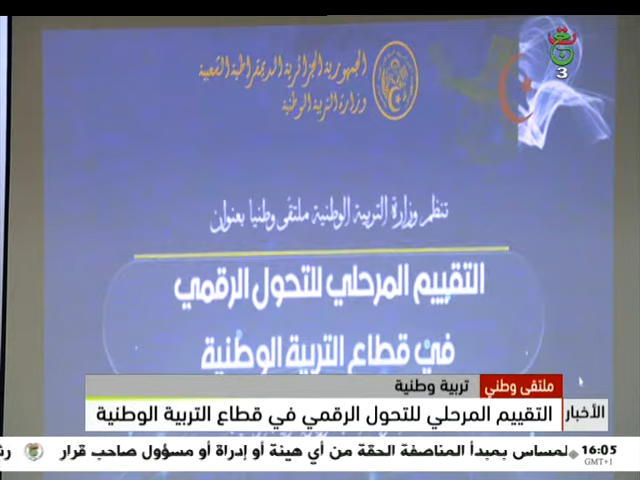 3
الجمهورية الجزائرية الديمقراطية الشعبية
وزارة التربية الوطنية
تنظم وزارة التربية الوطنية ملتقى وطنيا بعنوان
التقييم المرحلي للتحول الرقمي
في قطاع التربية الوطنية
ملتقى وطني تربية وطنية
الأخبار
التقييم المرحلي للتحول الرقمي في قطاع التربية الوطنية
16:05
GMT+1
لمساس بمبدأ المناصفة الحقة من أي هيئة أو إدراة أو مسؤول صاحب قرار